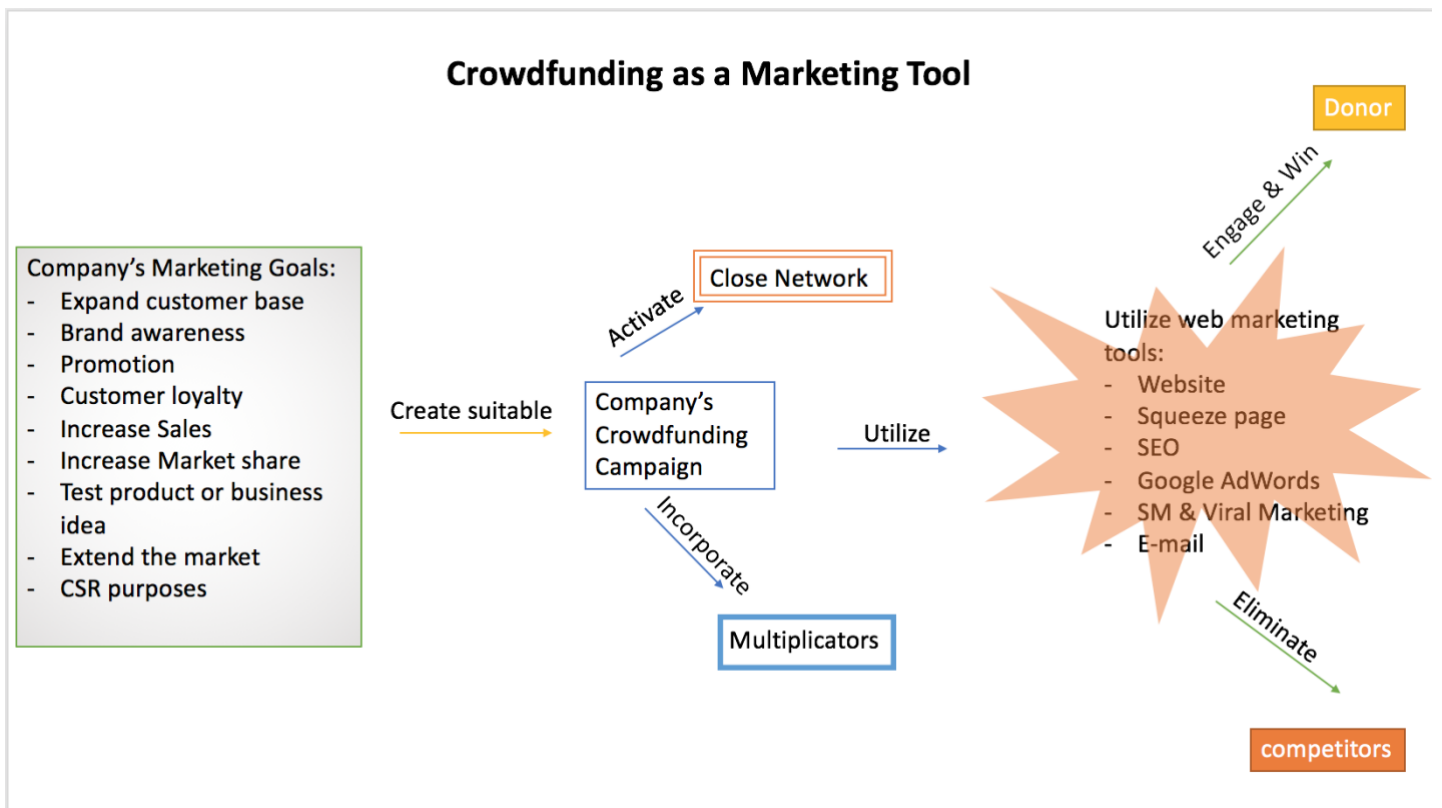 Crowdfunding as a Marketing Tool
Donor
Engage & Win
Company's Marketing Goals:
- Expand customer base
- Brand awareness
- Promotion
- Customer loyalty
- Increase Sales
- Increase Market share
- Test product or business
idea
- Extend the market
- CSR purposes
Create suitable
Activate
Close Network
Company's
Crowdfunding
Campaign
Incorporate
Multiplicators
Utilize
Utilize web marketing
tools:
- Website
- Squeeze page
- SEO
- Google AdWords
- SM & Viral Marketing
- E-mail
Eliminate
competitors